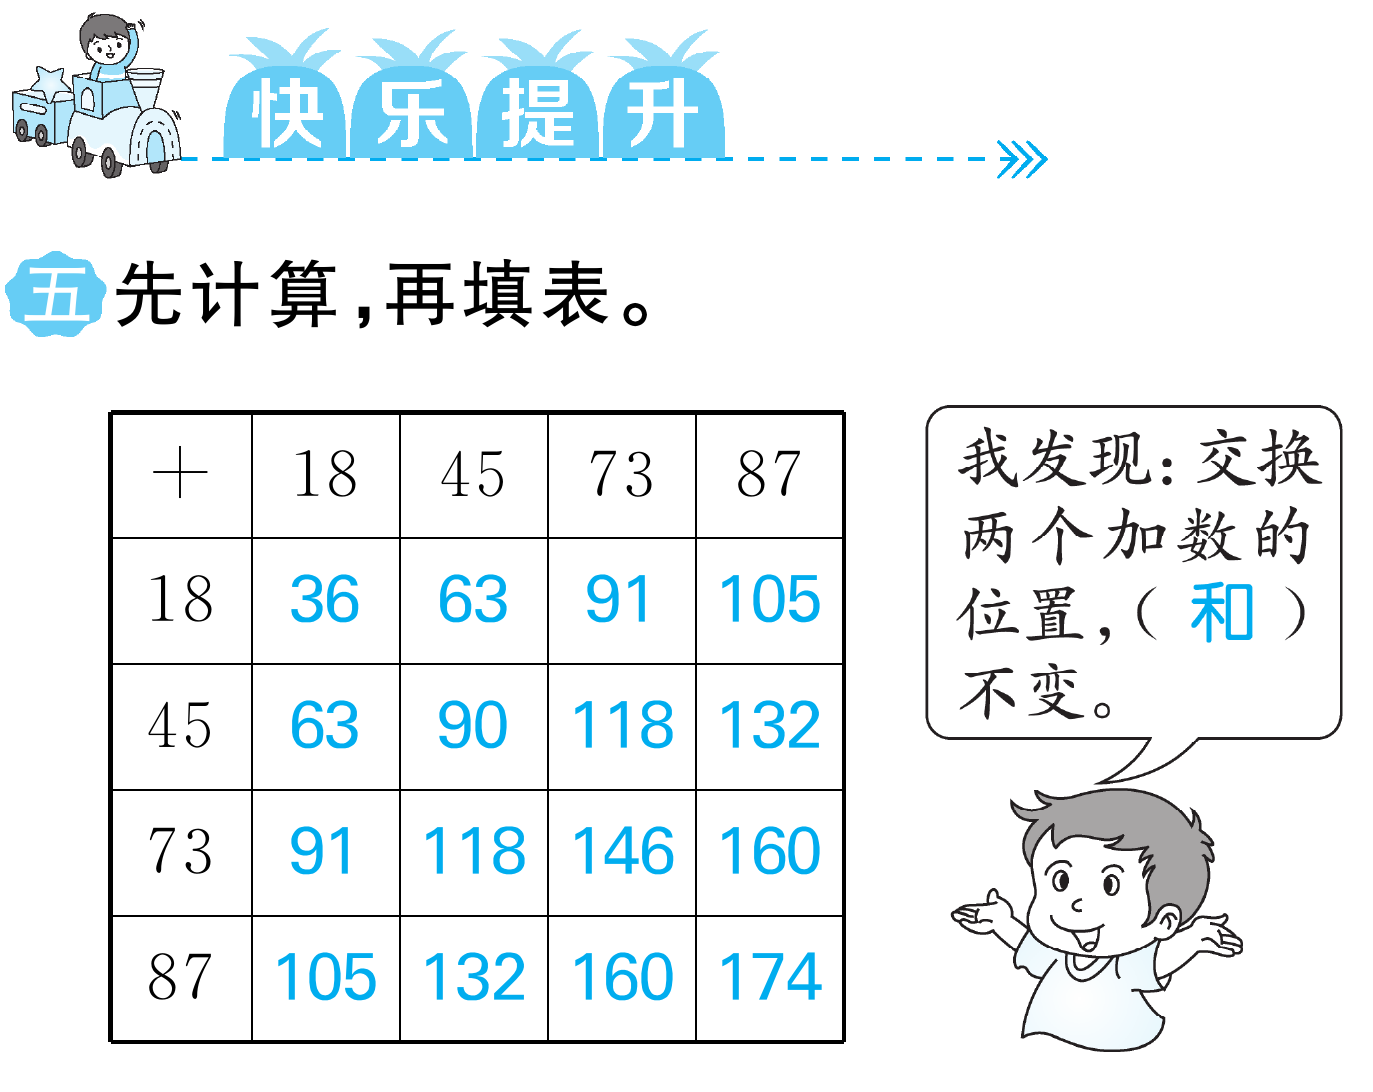 快乐提升
五 先计算,再填表。
+ 18 45 73 87
18 36 63 91 105
45 63 90 118 132
73 91 118 146 160
87 105 132 160 174
我发现:交换
两个加数的
位置,(和)
不变。